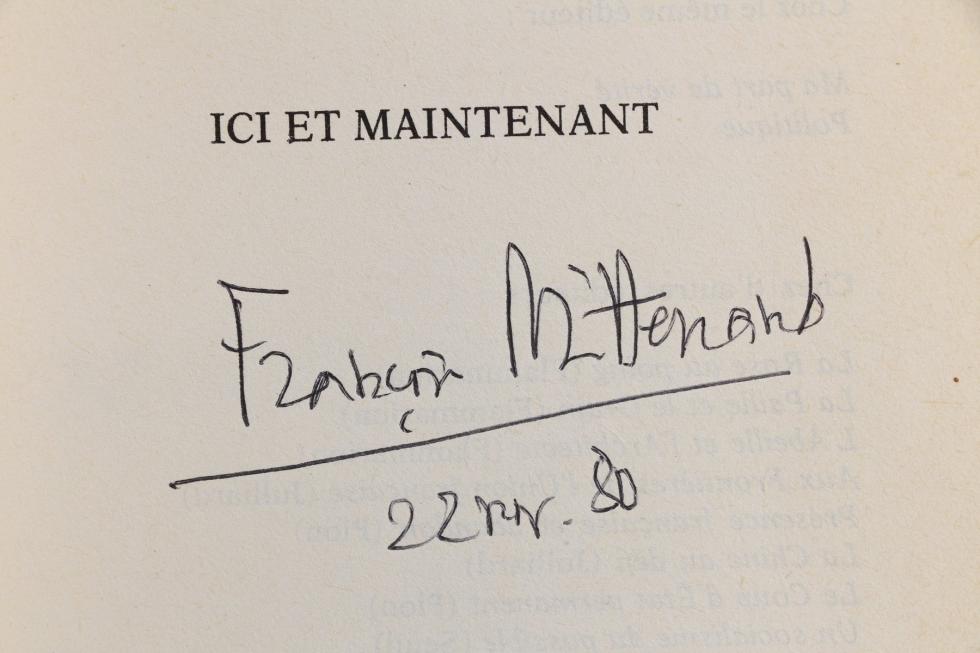 ICI ET MAINTENANT
François Mitterrand
22 nov. 80